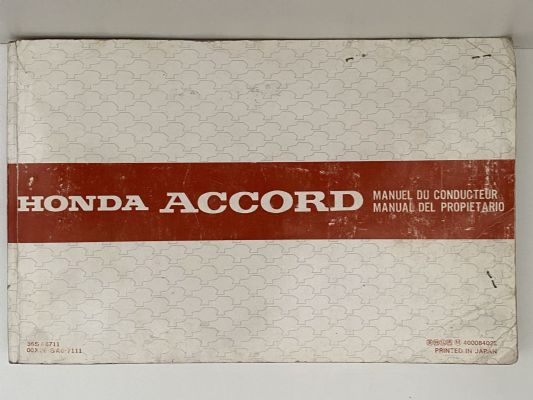 HONDA ACCORD
MANUEL DU CONDUCTEUR
MANUAL DEL PROPIETARIO
PRINTED IN JAPAN